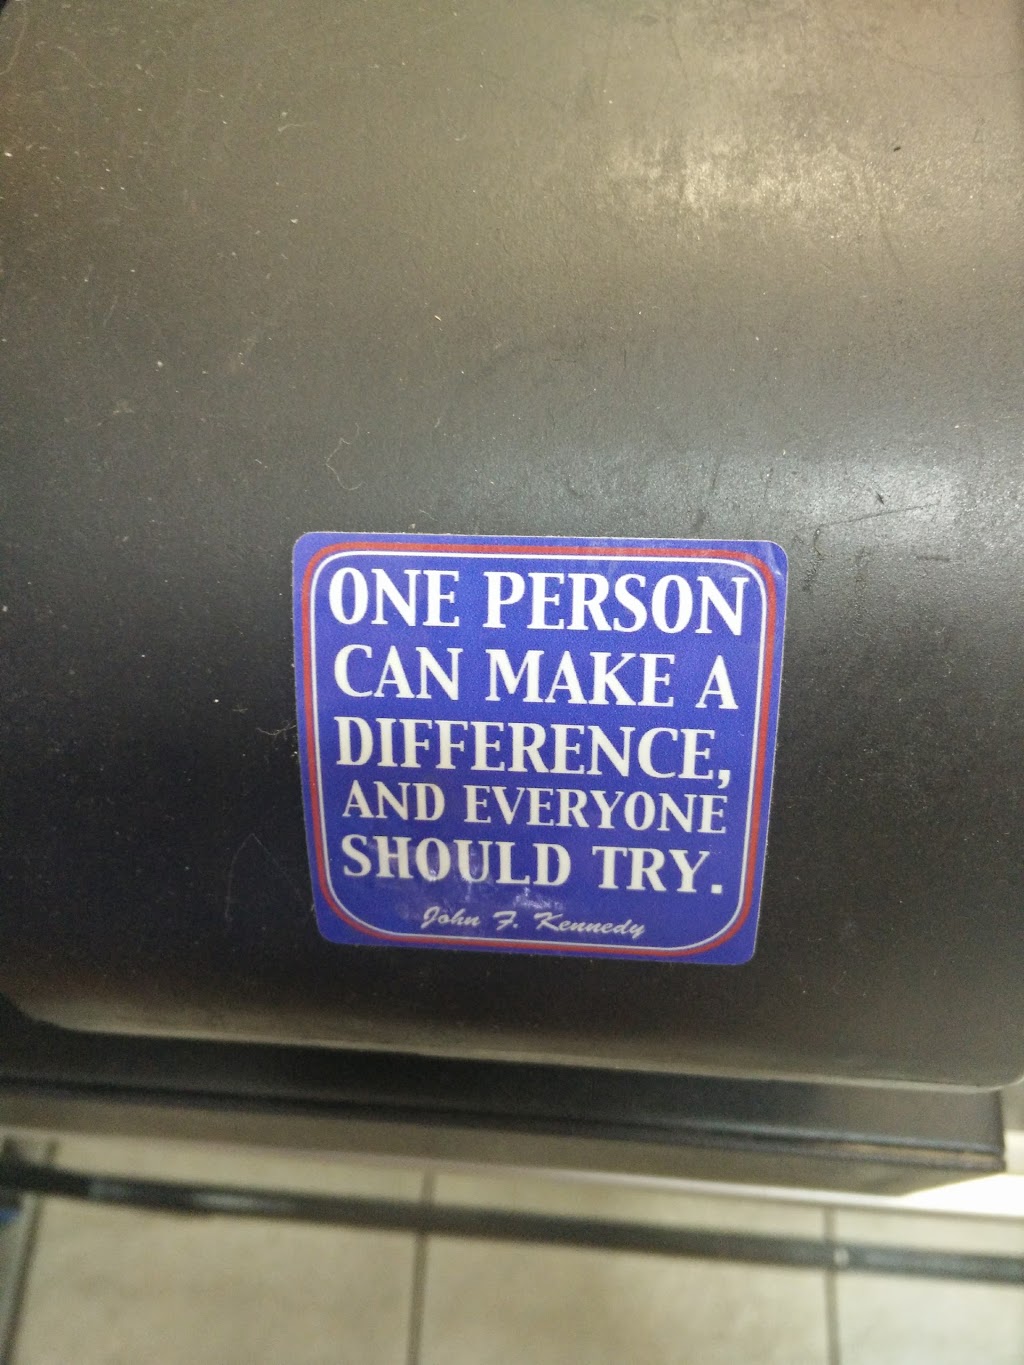 ONE PERSON
CAN MAKE A
DIFFERENCE,
AND EVERYONE
SHOULD TRY.
John F. Kennedy